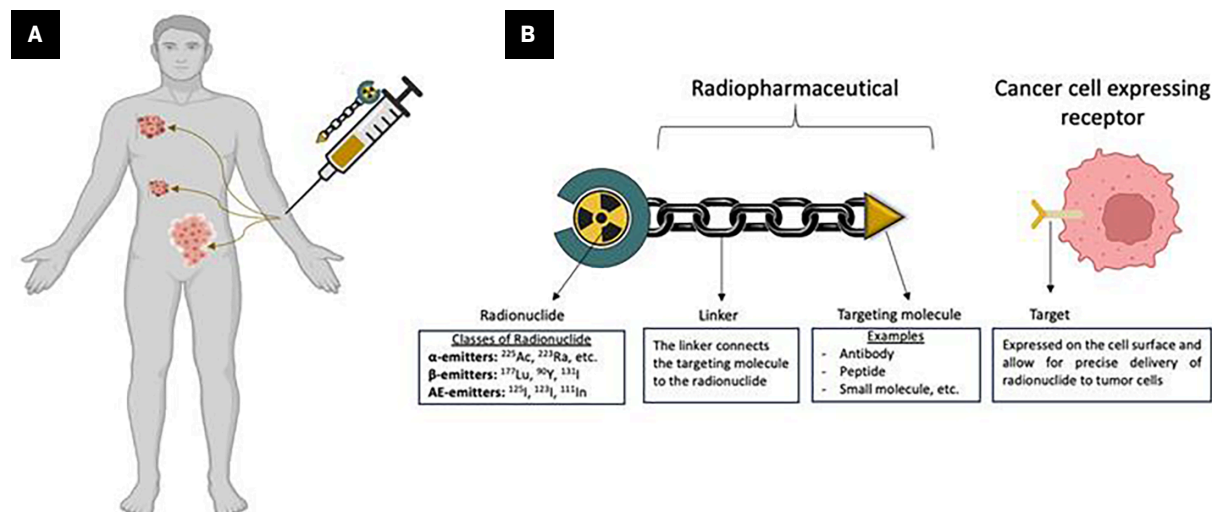 A
B
Radiopharmaceutical
Cancer cell expressing
receptor
Radionuclide
Classes of Radionuclide
α-emitters: ²²⁵Ac, ²²³Ra, etc.
β-emitters: ¹⁷⁷Lu, ⁹⁰Y, ¹³¹I
AE-emitters: ¹²⁵I, ¹²³I, ¹¹¹In
Linker
The linker connects
the targeting molecule
to the radionuclide
Targeting molecule
Examples
- Antibody
- Peptide
- Small molecule, etc.
Target
Expressed on the cell surface and
allow for precise delivery of
radionuclide to tumor cells